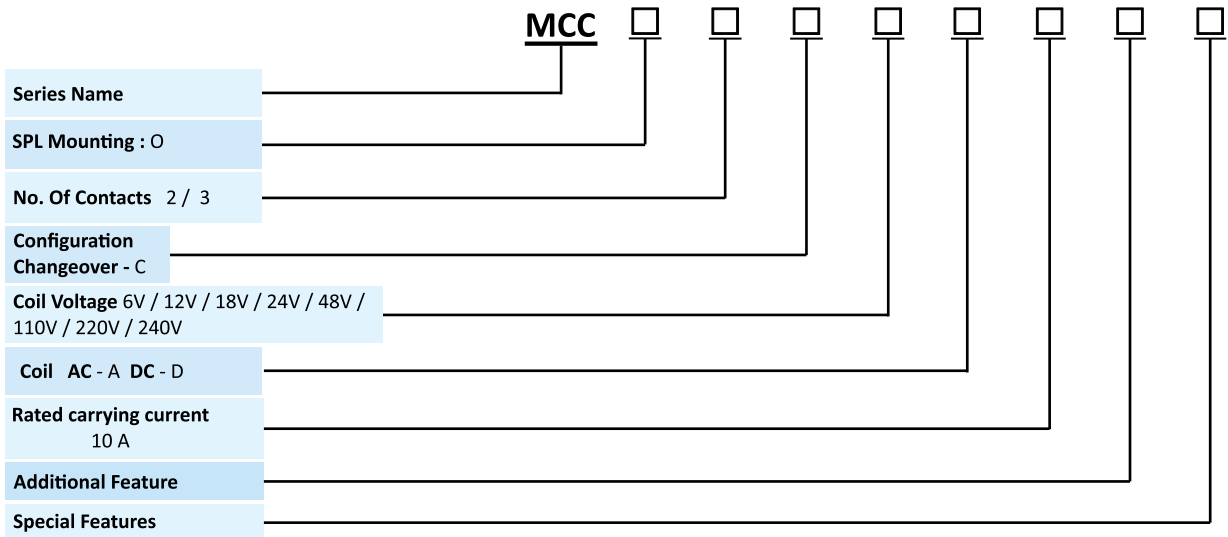 MCC
Series Name
SPL Mounting : O
No. Of Contacts 2 / 3
Configuration
Changeover - C
Coil Voltage 6V / 12V / 18V / 24V / 48V /
110V / 220V / 240V
Coil AC - A DC - D
Rated carrying current
10 A
Additional Feature
Special Features